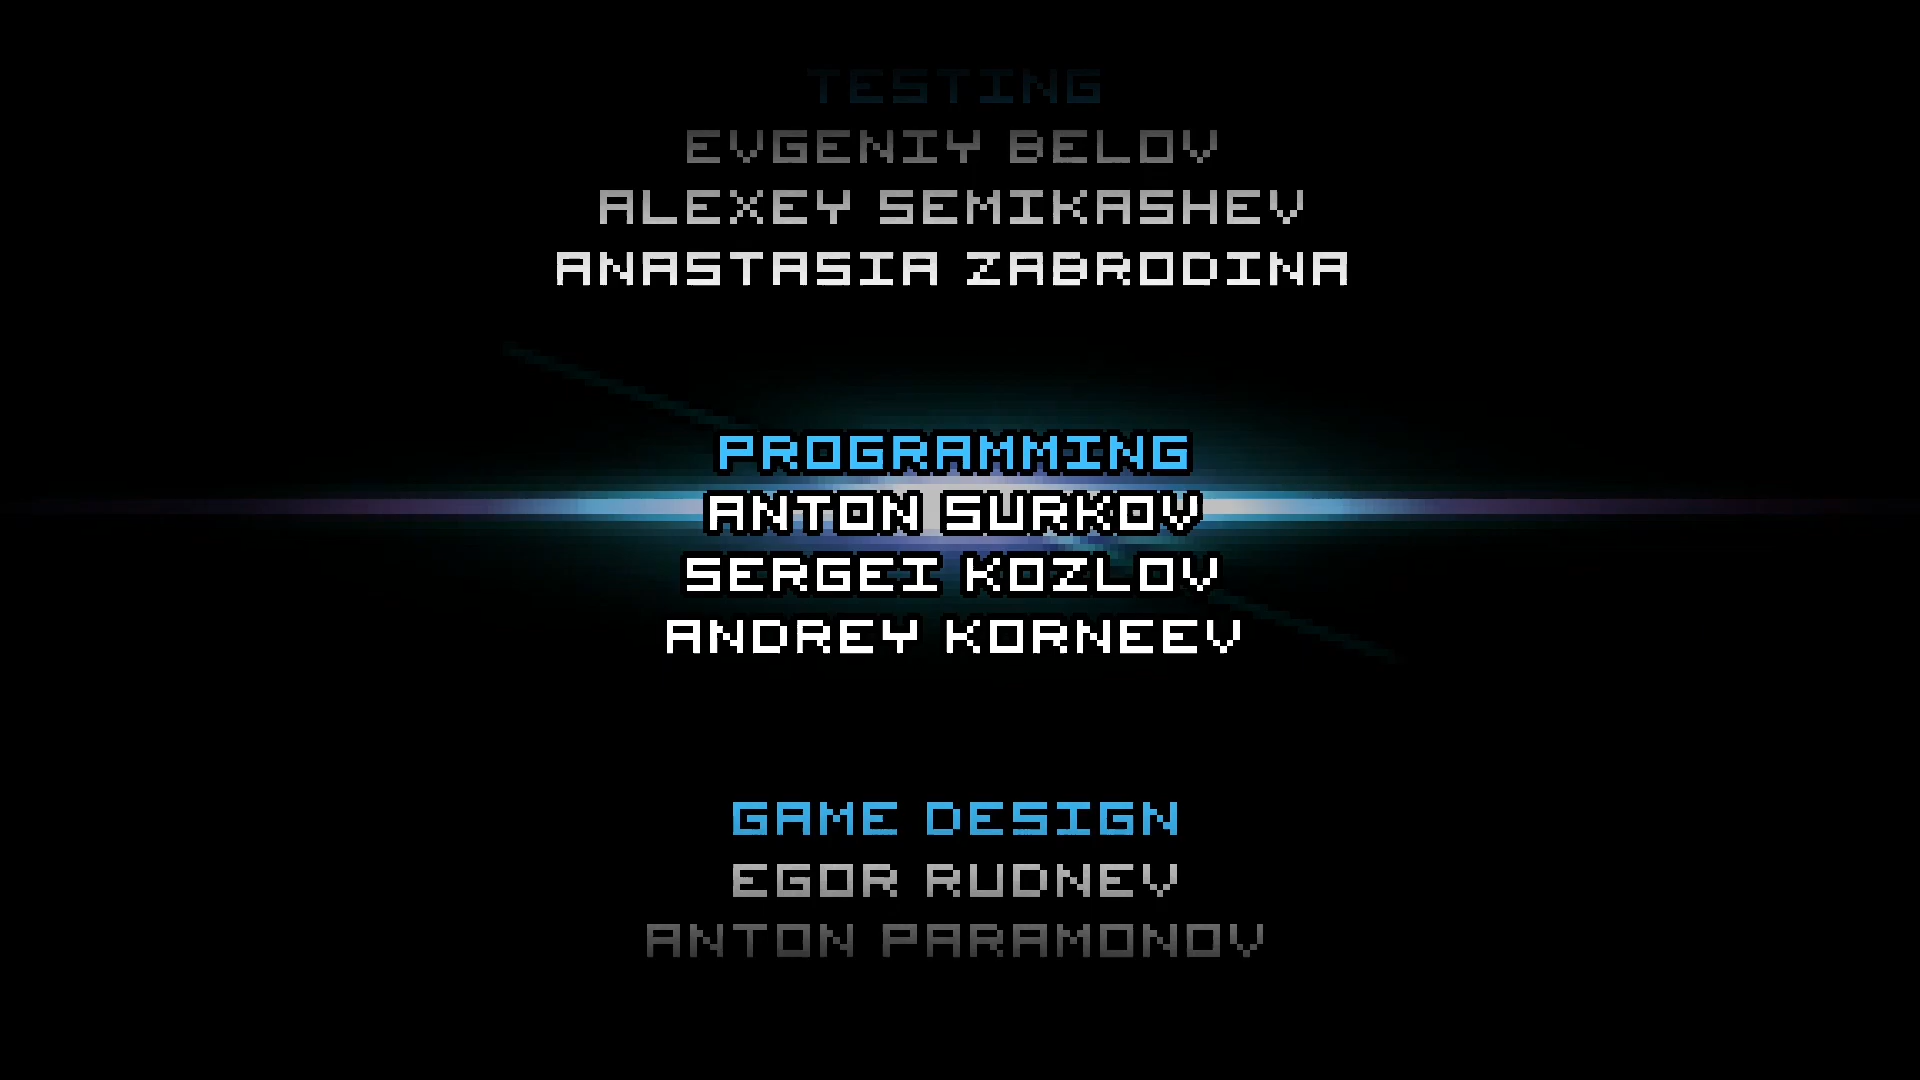 TESTING
EVGENIY BELOV
ALEXEY SEMIKASHEV
ANASTASIA ZABRODINA
PROGRAMMING
ANTON SURKOV
SERGEI KOZLOV
ANDREY KORNEEV
GAME DESIGN
EGOR RUDNEV
ANTON PARAMONOV